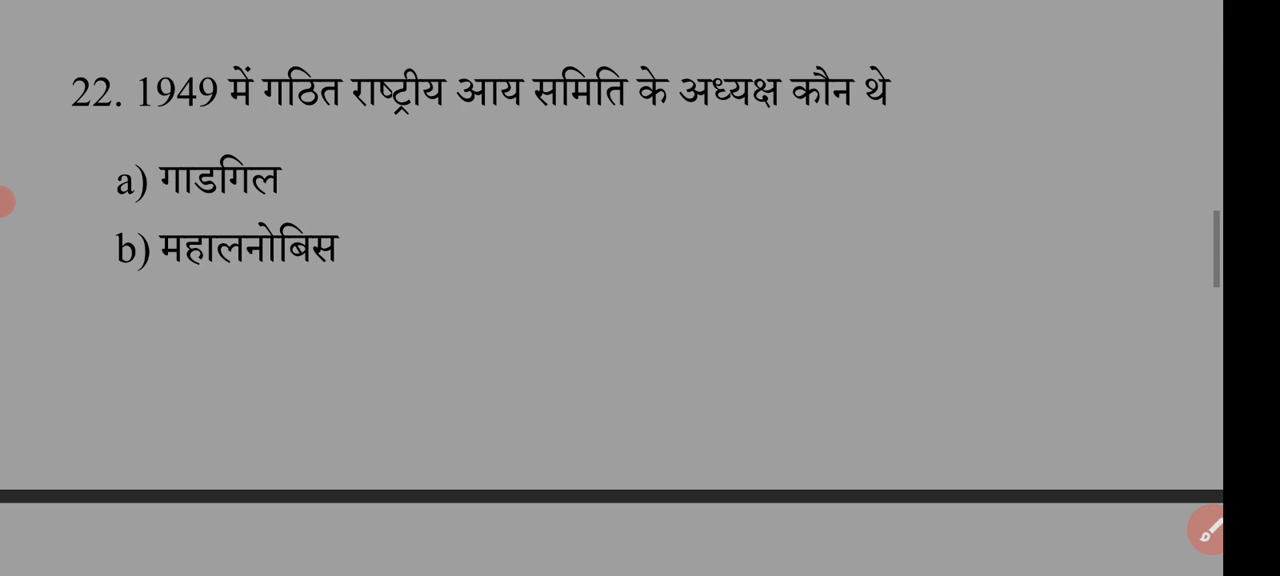 22. 1949 में गठित राष्ट्रीय आय समिति के अध्यक्ष कौन थे
a) गाडगिल
b) महालनोबिस